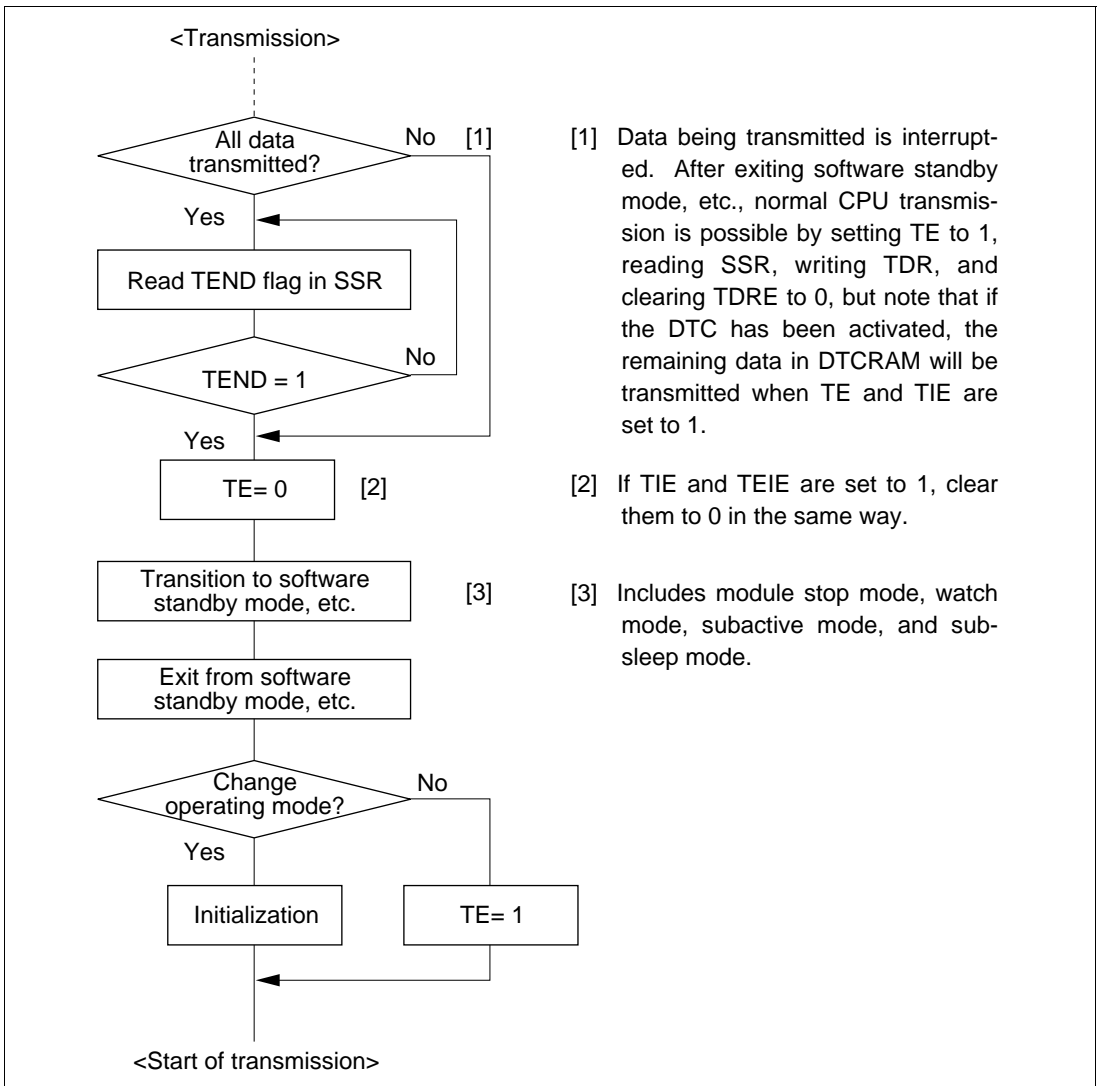 <Transmission>
All data
transmitted?
No [1]
Yes
Read TEND flag in SSR
TEND = 1
No
Yes
TE= 0
[2]
Transition to software
standby mode, etc.
[3]
Exit from software
standby mode, etc.
Change
operating mode?
No
Yes
Initialization
TE= 1
<Start of transmission>
[1] Data being transmitted is interrupt-
ed. After exiting software standby
mode, etc., normal CPU transmis-
sion is possible by setting TE to 1,
reading SSR, writing TDR, and
clearing TDRE to 0, but note that if
the DTC has been activated, the
remaining data in DTCRAM will be
transmitted when TE and TIE are
set to 1.
[2] If TIE and TEIE are set to 1, clear
them to 0 in the same way.
[3] Includes module stop mode, watch
mode, subactive mode, and sub-
sleep mode.